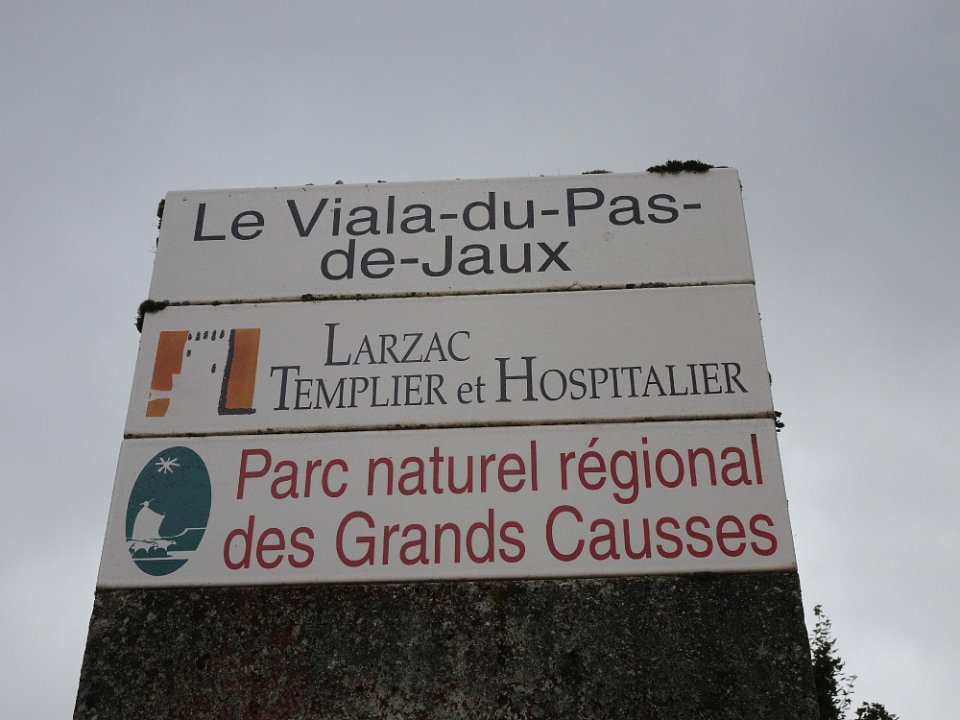 Le Viala-du-Pas-
de-Jaux
LARZAC
TEMPLIER et HOSPITALIER
Parc naturel régional
des Grands Causses